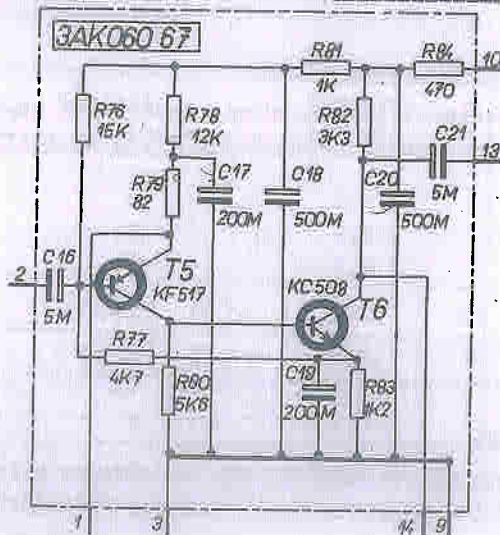 3AK060 67
R81
1K
R84
470
10
R76
15K
R78
12K
R82
3K3
C21
5M
13
R79
82
C17
200M
C18
500M
C20
500M
2
C16
5M
T5
KF517
KC508
T6
R77
4K7
R80
5K6
C19
200M
R83
1K2
1
3
14
9